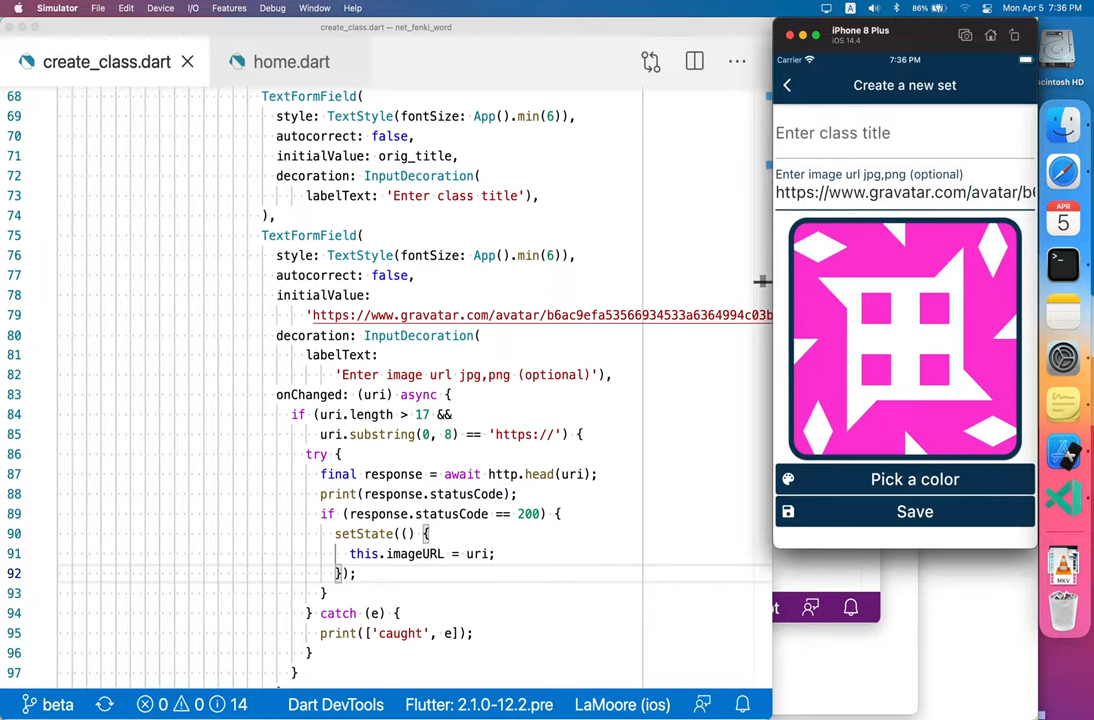 Simulator File Edit Device I/O Features Debug Window Help
A 86% Mon Apr 5 7:36 PM
create_class.dart — net_fenki_word
create_class.dart home.dart
68 TextFormField(
69 style: TextStyle(fontSize: App().min(6)),
70 autocorrect: false,
71 initialValue: orig_title,
72 decoration: InputDecoration(
73 labelText: 'Enter class title'),
74 ),
75 TextFormField(
76 style: TextStyle(fontSize: App().min(6)),
77 autocorrect: false,
78 initialValue:
79 'https://www.gravatar.com/avatar/b6ac9efa53566934533a6364994c03b
80 decoration: InputDecoration(
81 labelText:
82 'Enter image url jpg,png (optional)'),
83 onChanged: (uri) async {
84 if (uri.length > 17 &&
85 uri.substring(0, 8) == 'https://') {
86 try {
87 final response = await http.head(uri);
88 print(response.statusCode);
89 if (response.statusCode == 200) {
90 setState(() {
91 this.imageURL = uri;
92 });
93 }
94 } catch (e) {
95 print(['caught', e]);
96 }
97 }
beta 0 0 14 Dart DevTools Flutter: 2.1.0-12.2.pre LaMoore (ios)
iPhone 8 Plus
iOS 14.4
Carrier 7:36 PM
Create a new set
Enter class title
Enter image url jpg,png (optional)
https://www.gravatar.com/avatar/b6
Pick a color
Save
APR
5
MKV